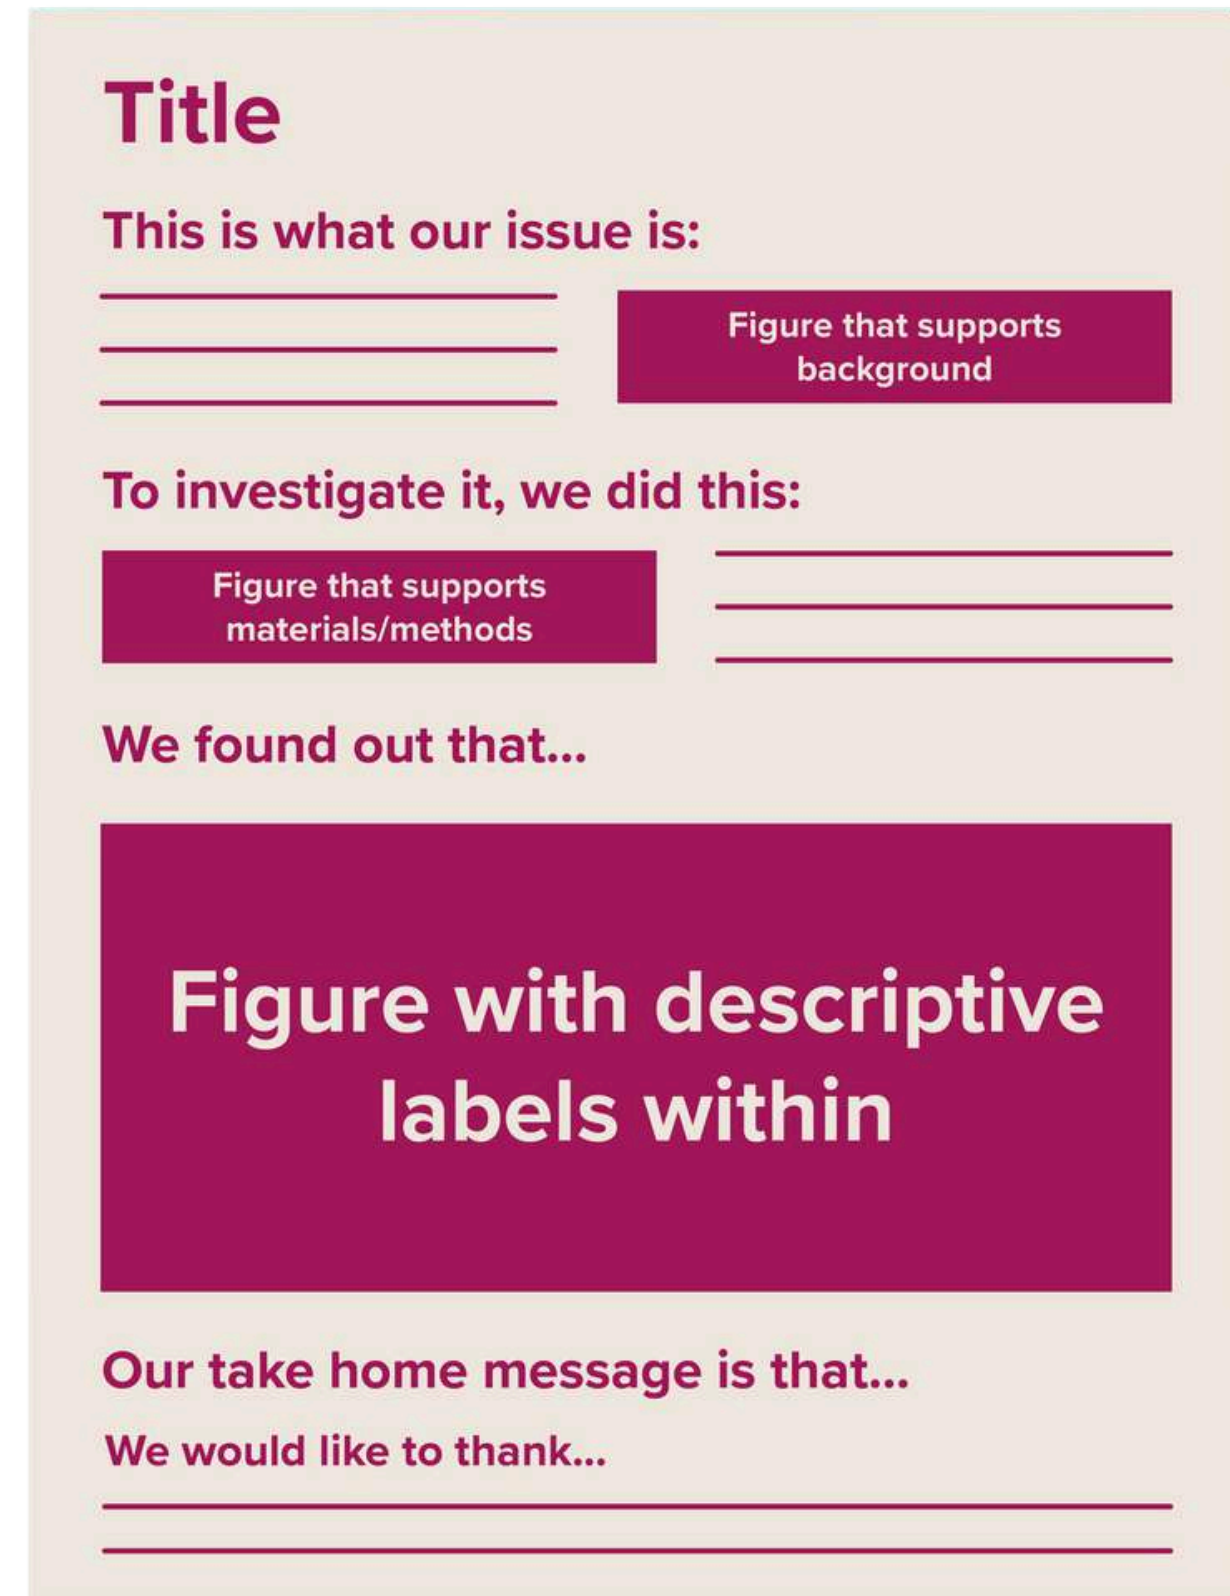 Title
This is what our issue is:
Figure that supports
background
To investigate it, we did this:
Figure that supports
materials/methods
We found out that...
Figure with descriptive
labels within
Our take home message is that...
We would like to thank...